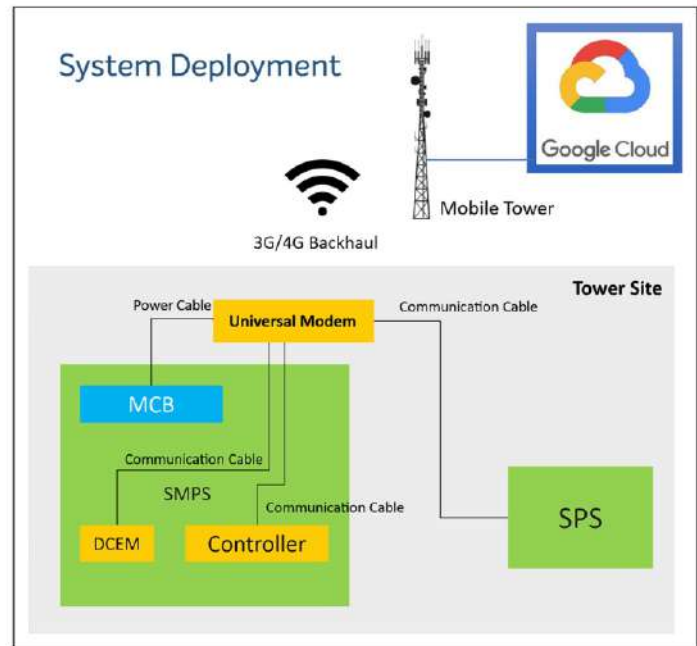 System Deployment
Google Cloud
Mobile Tower
3G/4G Backhaul
Tower Site
Power Cable
Universal Modem
Communication Cable
MCB
Communication Cable
SMPS
Communication Cable
DCEM
Controller
SPS